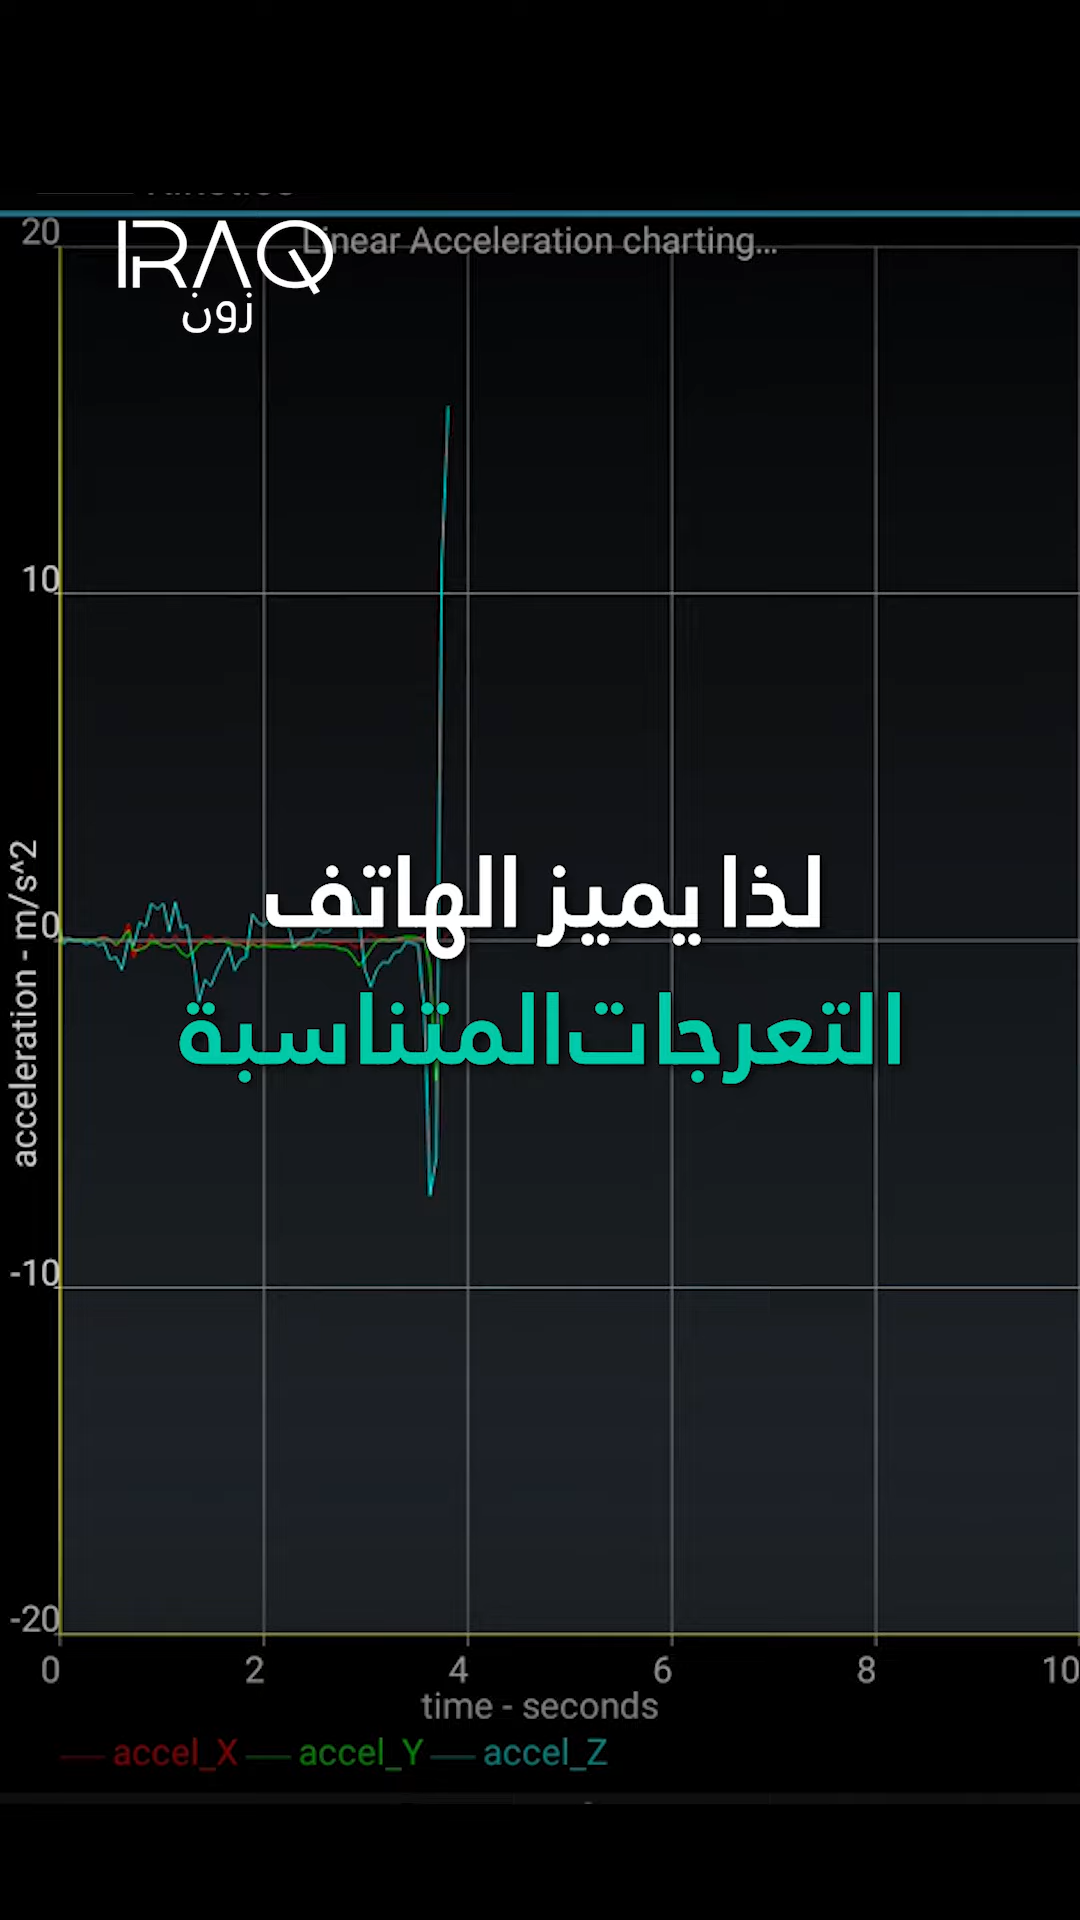 20
Linear Acceleration charting...
IRAQ
زون
10
لذا يميز الهاتف
0
التعرجات المتناسبة
acceleration - m/s^2
-10
-20
0 2 4 6 8 10
time - seconds
accel_X accel_Y accel_Z